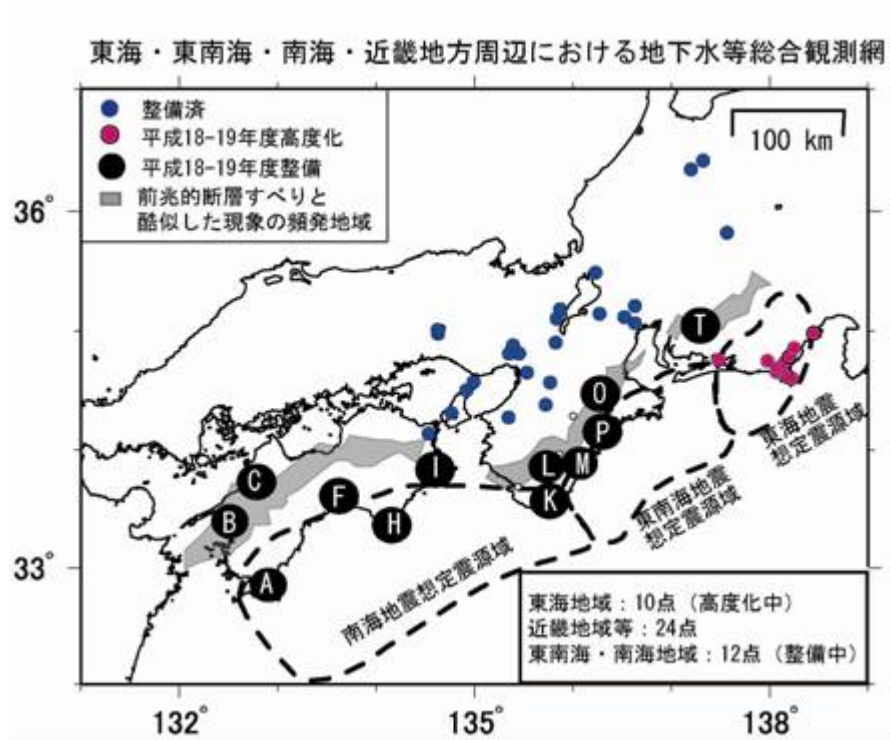 東海・東南海・南海・近畿地方周辺における地下水等総合観測網
整備済
平成18-19年度高度化
平成18-19年度整備
前兆的断層すべりと
酷似した現象の頻発地域
100 km
36°
33°
T
O
P
L
M
K
I
C
F
H
B
A
東海地震
想定震源域
東南海地震
想定震源域
南海地震想定震源域
東海地域：10点（高度化中）
近畿地域等：24点
東南海・南海地域：12点（整備中）
132°
135°
138°